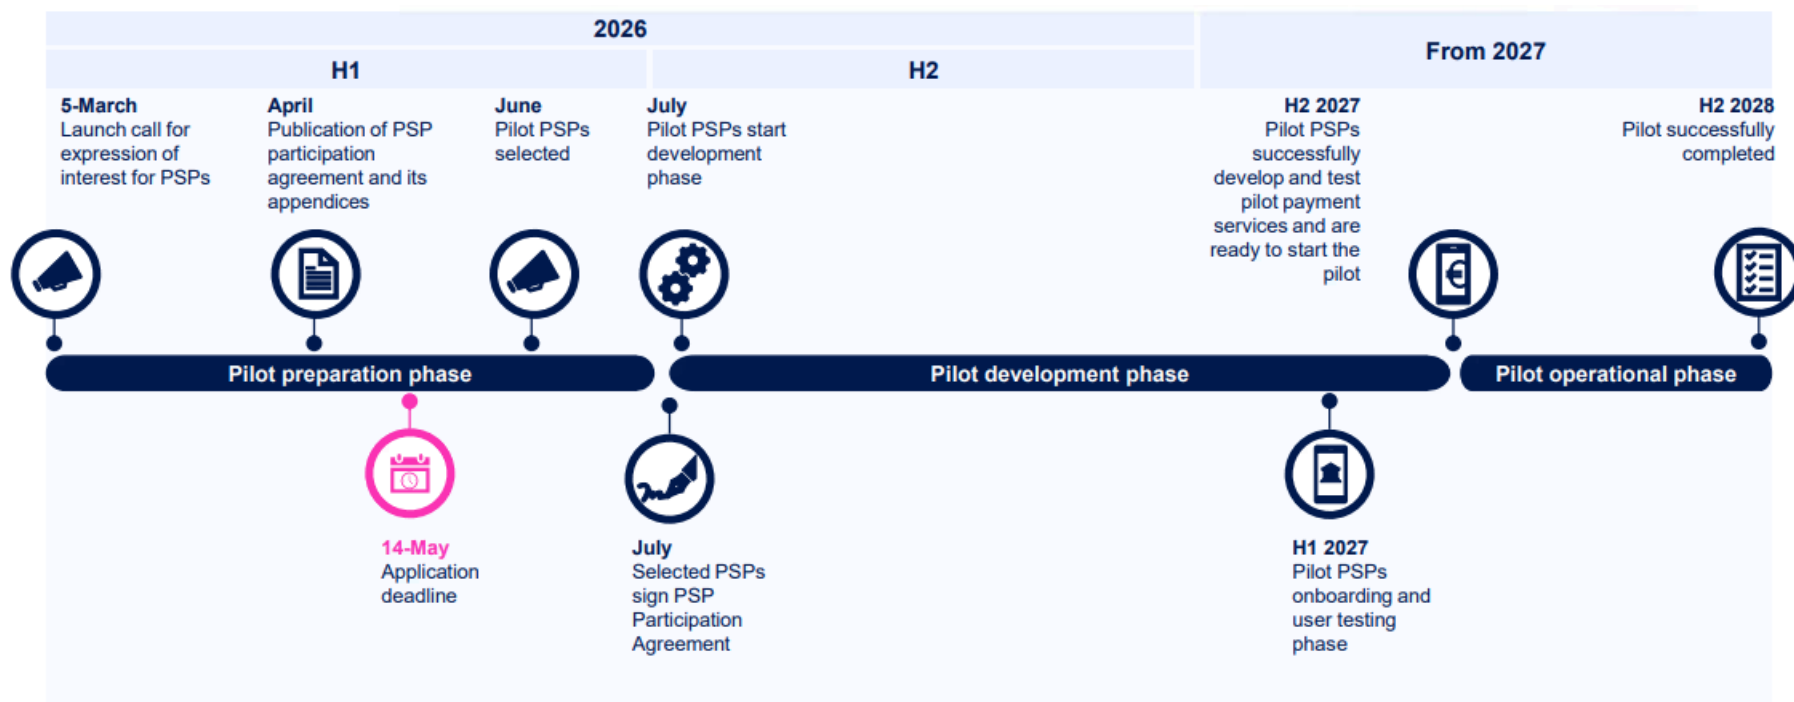 2026
From 2027
H1
H2
5-March
Launch call for
expression of
interest for PSPs
April
Publication of PSP
participation
agreement and its
appendices
June
Pilot PSPs
selected
July
Pilot PSPs start
development
phase
H2 2027
Pilot PSPs
successfully
develop and test
pilot payment
services and are
ready to start the
pilot
H2 2028
Pilot successfully
completed
Pilot preparation phase
Pilot development phase
Pilot operational phase
14-May
Application
deadline
July
Selected PSPs
sign PSP
Participation
Agreement
H1 2027
Pilot PSPs
onboarding and
user testing
phase